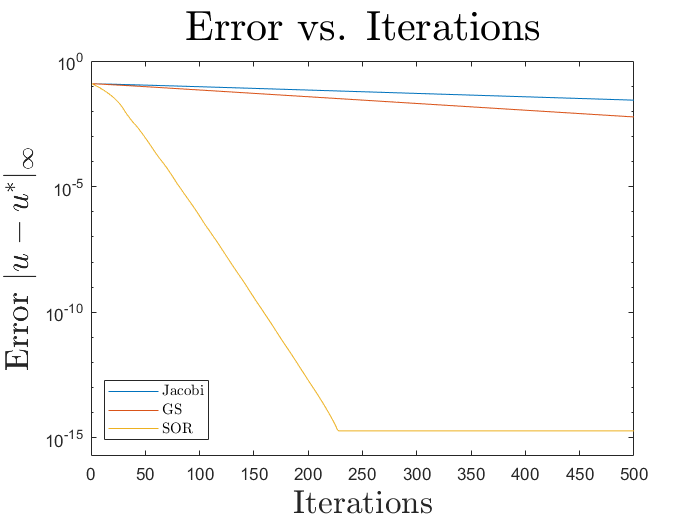 Error vs. Iterations
Error |u − u*|∞
10^0
10^-5
10^-10
10^-15
Jacobi
GS
SOR
0 50 100 150 200 250 300 350 400 450 500
Iterations